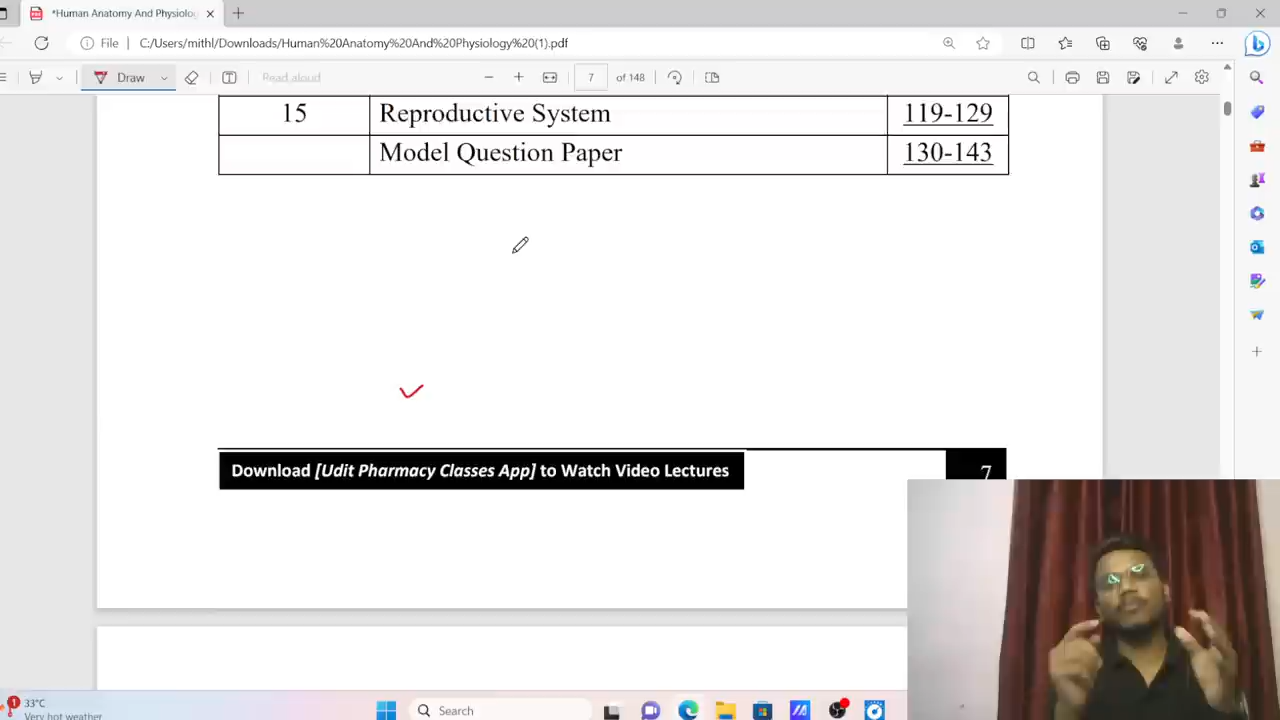 *Human Anatomy And Physiolog
File
C:/Users/mithl/Downloads/Human%20Anatomy%20And%20Physiology%20(1).pdf
Draw
Read aloud
7 of 148
15 Reproductive System 119-129
Model Question Paper 130-143
Download [Udit Pharmacy Classes App] to Watch Video Lectures 7
1
33°C
Very hot weather
Search